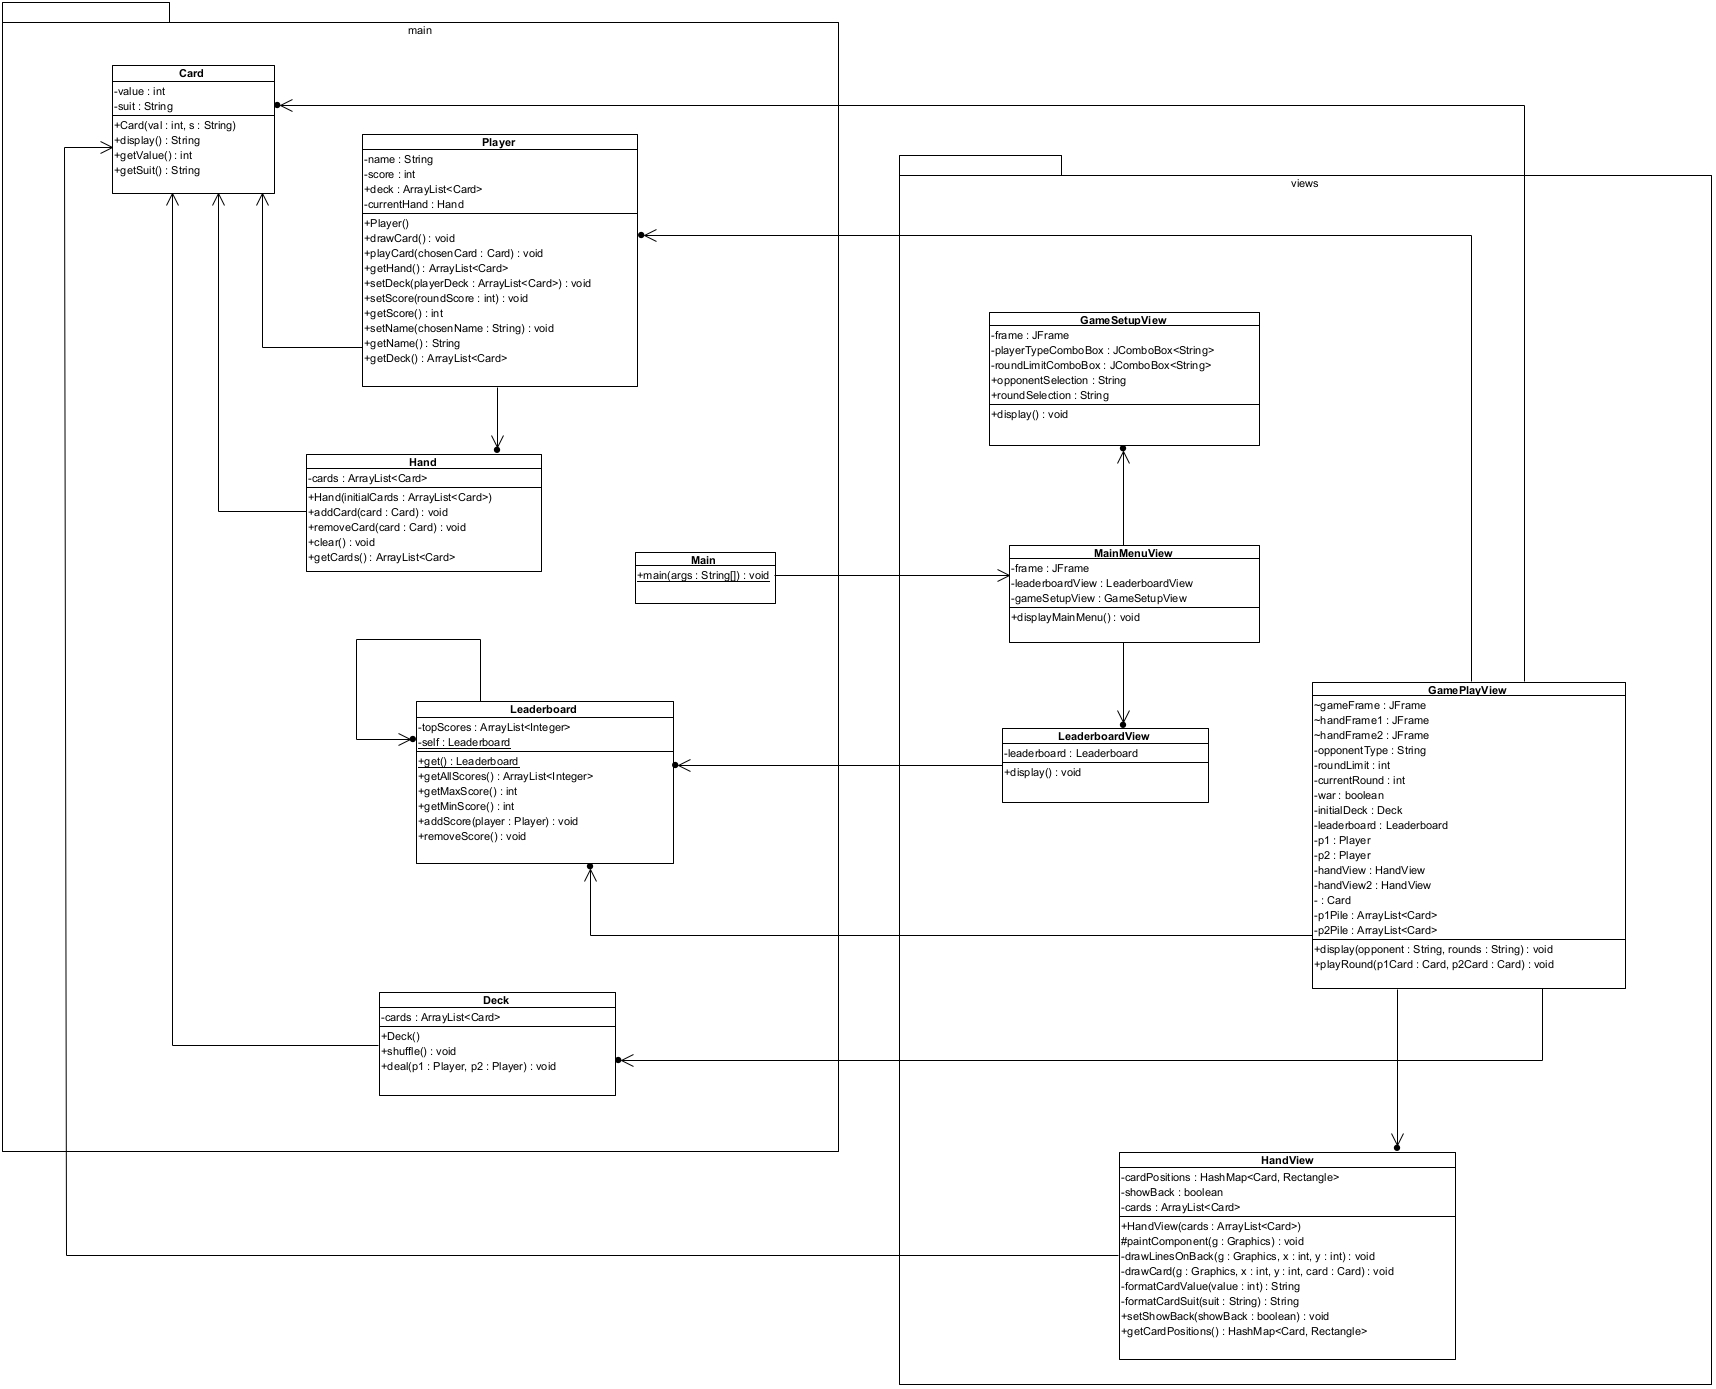 main
Card
-value : int
-suit : String
+Card(val : int, s : String)
+display() : String
+getValue() : int
+getSuit() : String
Player
-name : String
-score : int
+deck : ArrayList<Card>
-currentHand : Hand
+Player()
+drawCard() : void
+playCard(chosenCard : Card) : void
+getHand() : ArrayList<Card>
+setDeck(playerDeck : ArrayList<Card>) : void
+setScore(roundScore : int) : void
+getScore() : int
+setName(chosenName : String) : void
+getName() : String
+getDeck() : ArrayList<Card>
Hand
-cards : ArrayList<Card>
+Hand(initialCards : ArrayList<Card>)
+addCard(card : Card) : void
+removeCard(card : Card) : void
+clear() : void
+getCards() : ArrayList<Card>
Main
+main(args : String[]) : void
Leaderboard
-topScores : ArrayList<Integer>
-self : Leaderboard
+get() : Leaderboard
+getAllScores() : ArrayList<Integer>
+getMaxScore() : int
+getMinScore() : int
+addScore(player : Player) : void
+removeScore() : void
Deck
-cards : ArrayList<Card>
+Deck()
+shuffle() : void
+deal(p1 : Player, p2 : Player) : void
views
GameSetupView
-frame : JFrame
-playerTypeComboBox : JComboBox<String>
-roundLimitComboBox : JComboBox<String>
+opponentSelection : String
+roundSelection : String
+display() : void
MainMenuView
-frame : JFrame
-leaderboardView : LeaderboardView
-gameSetupView : GameSetupView
+displayMainMenu() : void
LeaderboardView
-leaderboard : Leaderboard
+display() : void
GamePlayView
~gameFrame : JFrame
~handFrame1 : JFrame
~handFrame2 : JFrame
-opponentType : String
-roundLimit : int
-currentRound : int
-war : boolean
-initialDeck : Deck
-leaderboard : Leaderboard
-p1 : Player
-p2 : Player
-handView : HandView
-handView2 : HandView
- : Card
-p1Pile : ArrayList<Card>
-p2Pile : ArrayList<Card>
+display(opponent : String, rounds : String) : void
+playRound(p1Card : Card, p2Card : Card) : void
HandView
-cardPositions : HashMap<Card, Rectangle>
-showBack : boolean
-cards : ArrayList<Card>
+HandView(cards : ArrayList<Card>)
#paintComponent(g : Graphics) : void
-drawLinesOnBack(g : Graphics, x : int, y : int) : void
-drawCard(g : Graphics, x : int, y : int, card : Card) : void
-formatCardValue(value : int) : String
-formatCardSuit(suit : String) : String
+setShowBack(showBack : boolean) : void
+getCardPositions() : HashMap<Card, Rectangle>